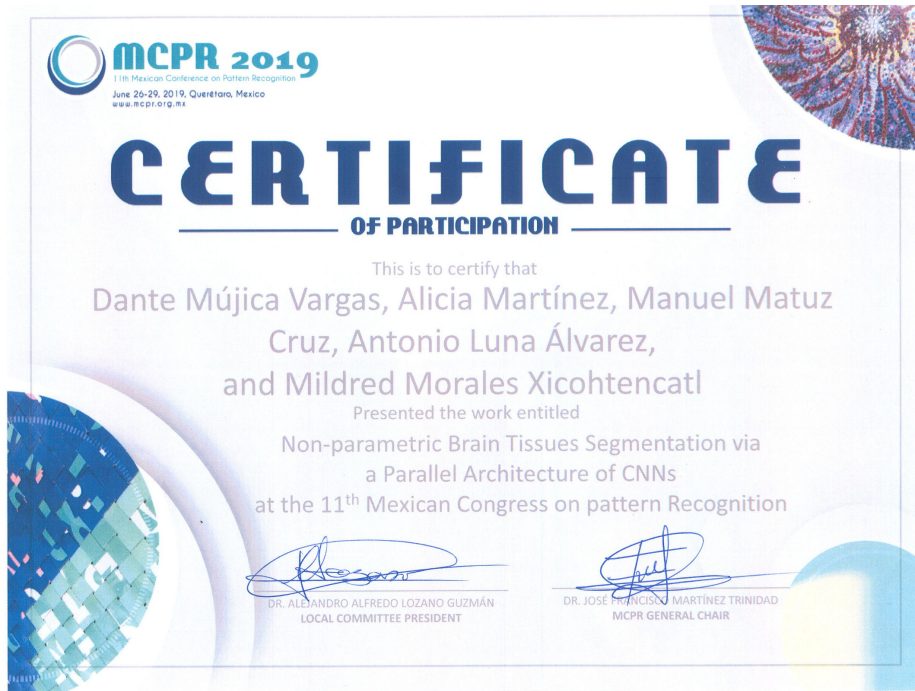 MCPR 2019
11th Mexican Conference on Pattern Recognition
June 26-29, 2019, Querétaro, Mexico
www.mcpr.org.mx
CERTIFICATE
OF PARTICIPATION
This is to certify that
Dante Mújica Vargas, Alicia Martínez, Manuel Matuz
Cruz, Antonio Luna Álvarez,
and Mildred Morales Xicohtencatl
Presented the work entitled
Non-parametric Brain Tissues Segmentation via
a Parallel Architecture of CNNs
at the 11th Mexican Congress on pattern Recognition
DR. ALEJANDRO ALFREDO LOZANO GUZMÁN
LOCAL COMMITTEE PRESIDENT
DR. JOSÉ FRANCISCO MARTÍNEZ TRINIDAD
MCPR GENERAL CHAIR